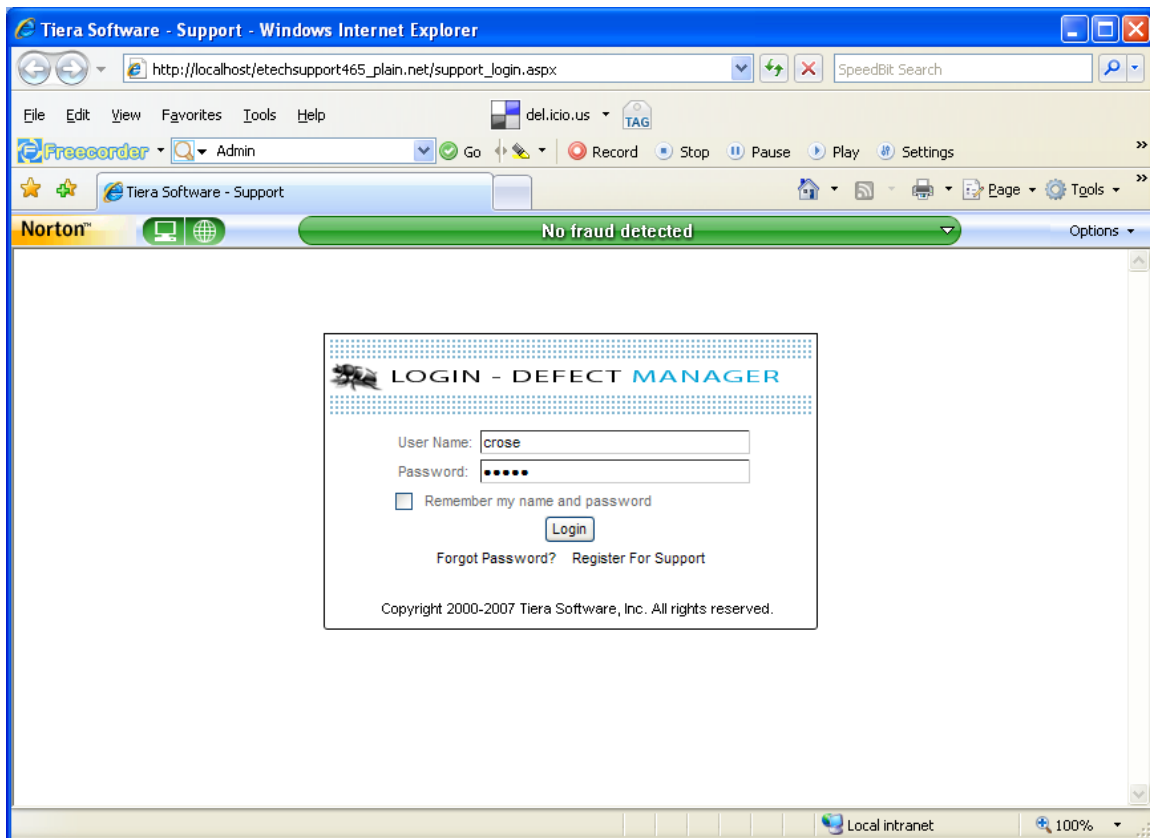 Tiera Software - Support - Windows Internet Explorer
http://localhost/etechsupport465_plain.net/support_login.aspx
SpeedBit Search
File Edit View Favorites Tools Help
del.icio.us
TAG
Freecorder
Admin
Go
Record
Stop
Pause
Play
Settings
»
Tiera Software - Support
Page
Tools
»
Norton™
No fraud detected
Options
LOGIN - DEFECT MANAGER
User Name: crose
Password: •••••
Remember my name and password
Login
Forgot Password? Register For Support
Copyright 2000-2007 Tiera Software, Inc. All rights reserved.
Local intranet
100%